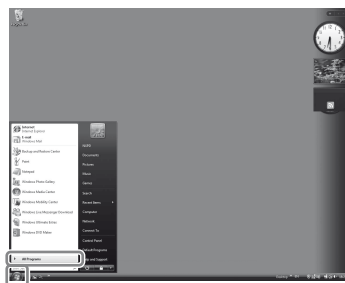 Internet
Internet Explorer
E-mail
Windows Mail
Backup and Restore Center
Paint
Notepad
Windows Photo Gallery
Windows Media Center
Windows Mobility Center
Windows Live Messenger Download
Windows Ultimate Extras
Windows DVD Maker
All Programs
Documents
Pictures
Music
Games
Search
Recent Items
Computer
Network
Connect To
Control Panel
Default Programs
Help and Support